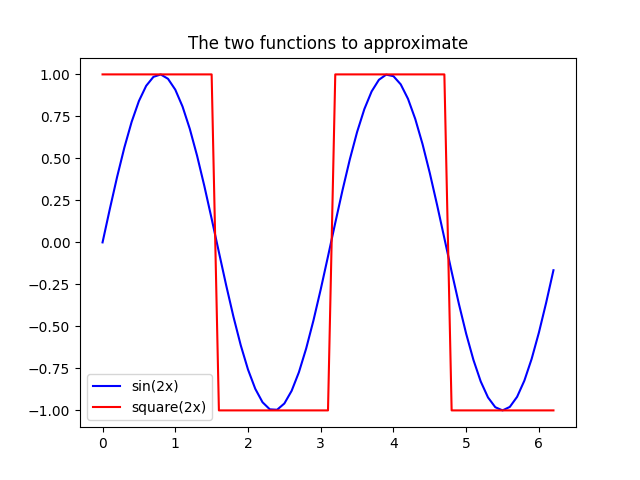 The two functions to approximate
1.00
0.75
0.50
0.25
0.00
−0.25
−0.50
−0.75
−1.00
sin(2x)
square(2x)
0 1 2 3 4 5 6